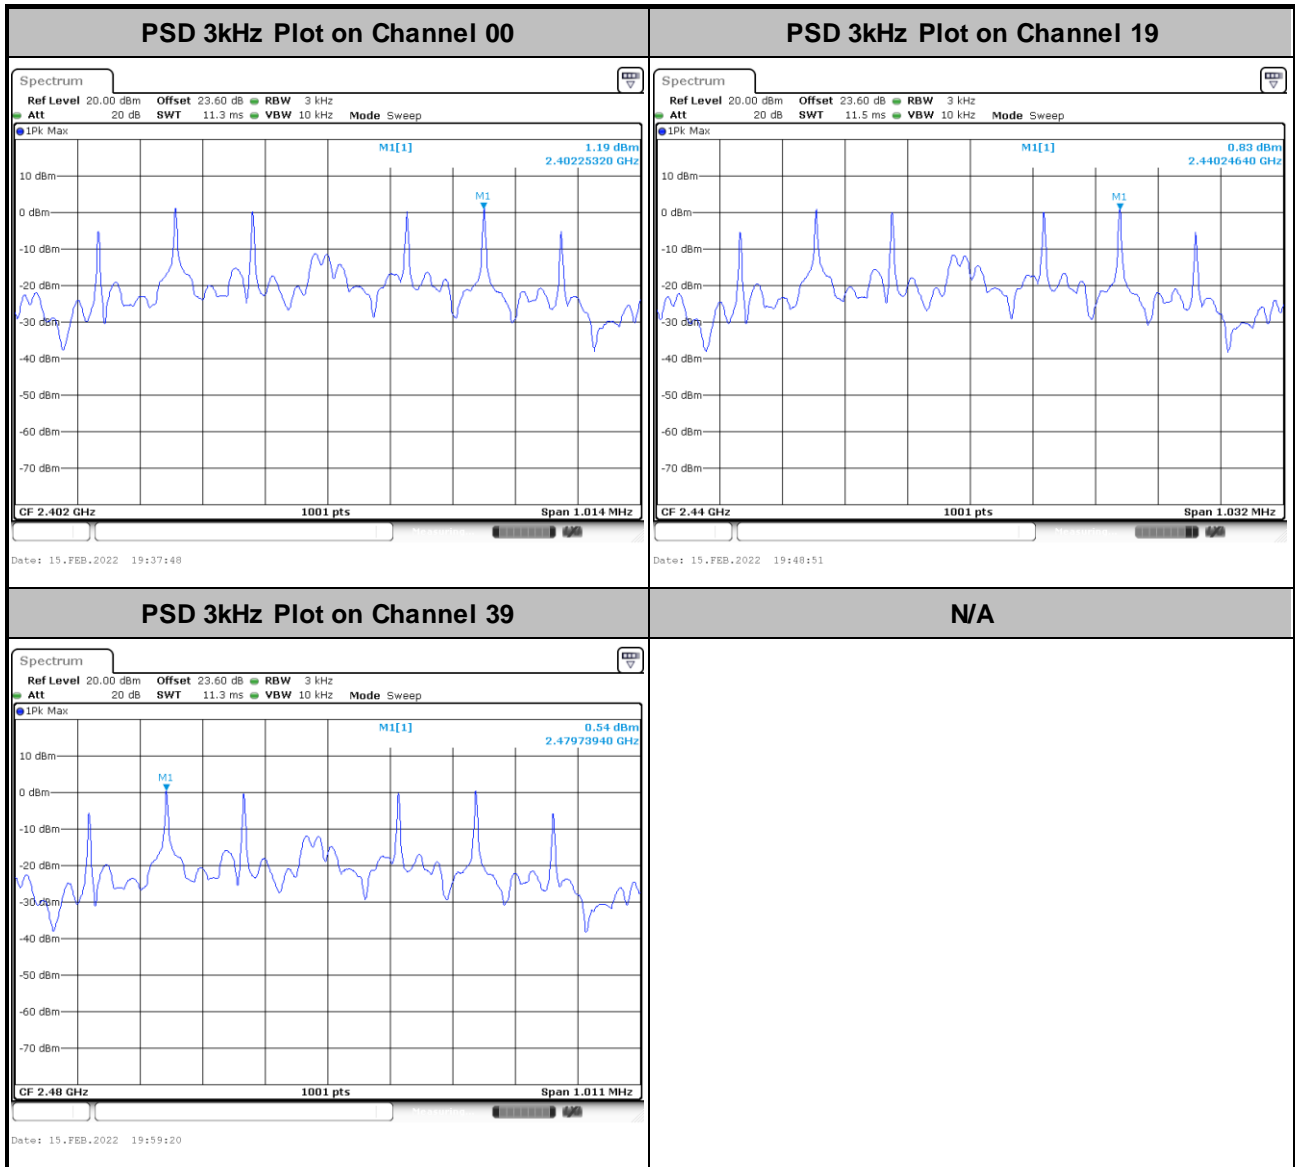 PSD 3kHz Plot on Channel 00
PSD 3kHz Plot on Channel 19
Spectrum
Ref Level 20.00 dBm Offset 23.60 dB RBW 3 kHz
Att 20 dB SWT 11.3 ms VBW 10 kHz Mode Sweep
1Pk Max
M1[1] 1.19 dBm
2.40225320 GHz
10 dBm
M1
0 dBm
-10 dBm
-20 dBm
-30 dBm
-40 dBm
-50 dBm
-60 dBm
-70 dBm
CF 2.402 GHz 1001 pts Span 1.014 MHz
Measuring...
Date: 15.FEB.2022 19:37:48
Spectrum
Ref Level 20.00 dBm Offset 23.60 dB RBW 3 kHz
Att 20 dB SWT 11.5 ms VBW 10 kHz Mode Sweep
1Pk Max
M1[1] 0.83 dBm
2.44024640 GHz
10 dBm
M1
0 dBm
-10 dBm
-20 dBm
-30 dBm
-40 dBm
-50 dBm
-60 dBm
-70 dBm
CF 2.44 GHz 1001 pts Span 1.032 MHz
Measuring...
Date: 15.FEB.2022 19:48:51
PSD 3kHz Plot on Channel 39
N/A
Spectrum
Ref Level 20.00 dBm Offset 23.60 dB RBW 3 kHz
Att 20 dB SWT 11.3 ms VBW 10 kHz Mode Sweep
1Pk Max
M1[1] 0.54 dBm
2.47973940 GHz
10 dBm
M1
0 dBm
-10 dBm
-20 dBm
-30 dBm
-40 dBm
-50 dBm
-60 dBm
-70 dBm
CF 2.48 GHz 1001 pts Span 1.011 MHz
Measuring...
Date: 15.FEB.2022 19:59:20